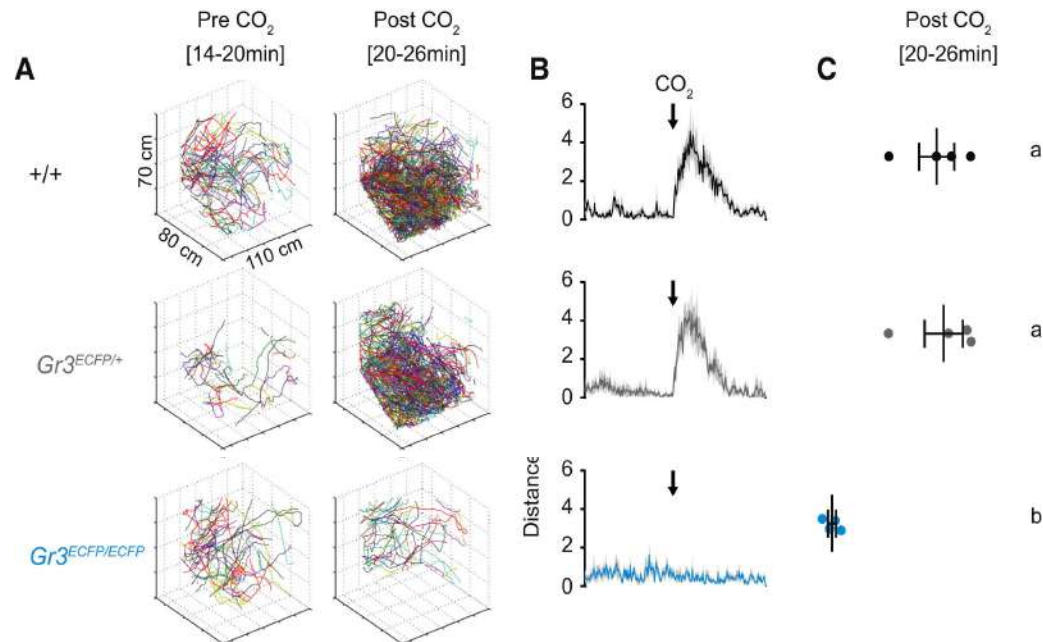 Pre CO₂
[14-20min]
Post CO₂
[20-26min]
Post CO₂
[20-26min]
A
B
C
+/+
70 cm
80 cm
110 cm
CO₂
6
4
2
0
a
Gr3ᴱᶜᶠᴾ/⁺
6
4
2
0
a
Gr3ᴱᶜᶠᴾ/ᴱᶜᶠᴾ
Distance
6
4
2
0
b